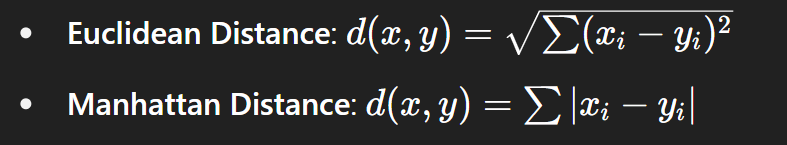 • Euclidean Distance: d(x, y) = √∑(xᵢ − yᵢ)²
• Manhattan Distance: d(x, y) = ∑|xᵢ − yᵢ|